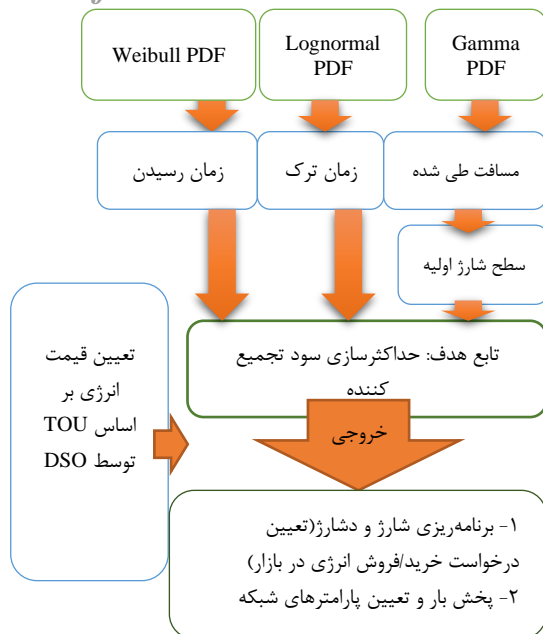 Weibull PDF
Lognormal
PDF
Gamma
PDF
زمان رسیدن
زمان ترک
مسافت طی شده
سطح شارژ اولیه
تعیین قیمت
انرژی بر
اساس TOU
توسط DSO
تابع هدف: حداکثرسازی سود تجمیع
کننده
خروجی
۱- برنامه‌ریزی شارژ و دشارژ(تعیین
درخواست خرید/فروش انرژی در بازار)
۲- پخش بار و تعیین پارامترهای شبکه